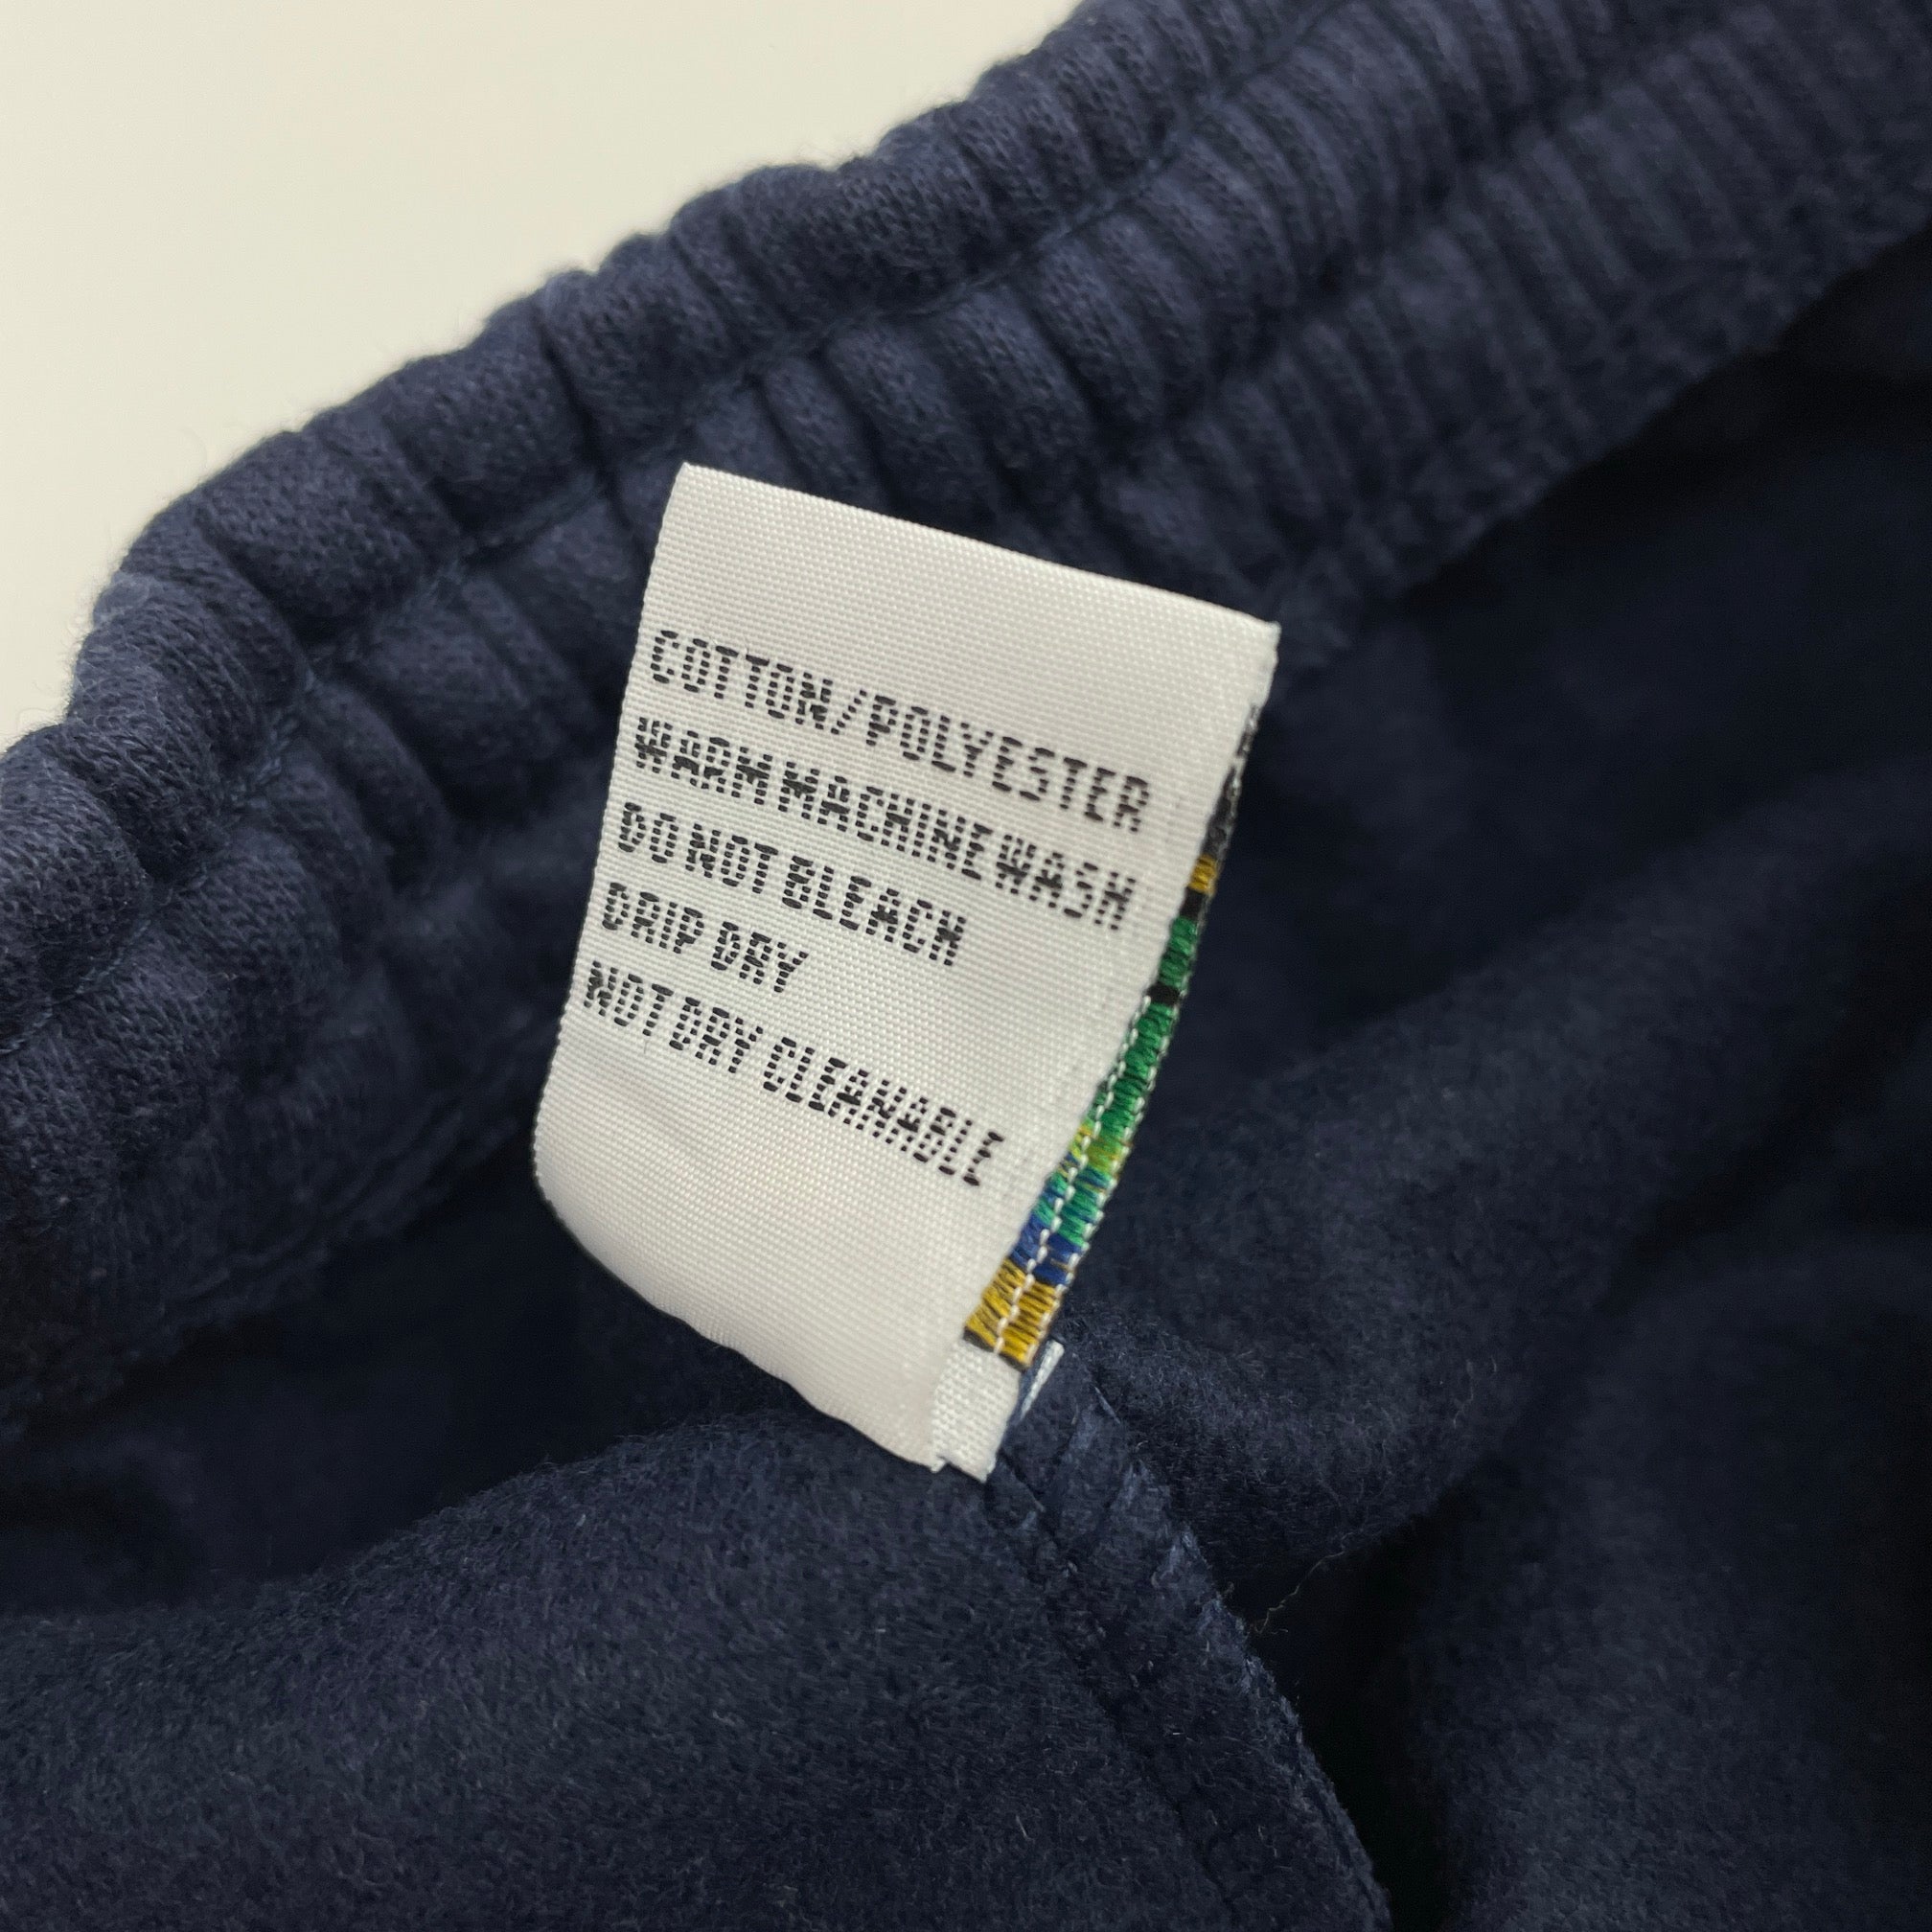 COTTON/POLYESTER
WARM MACHINE WASH
DO NOT BLEACH
DRIP DRY
NOT DRY CLEANABLE